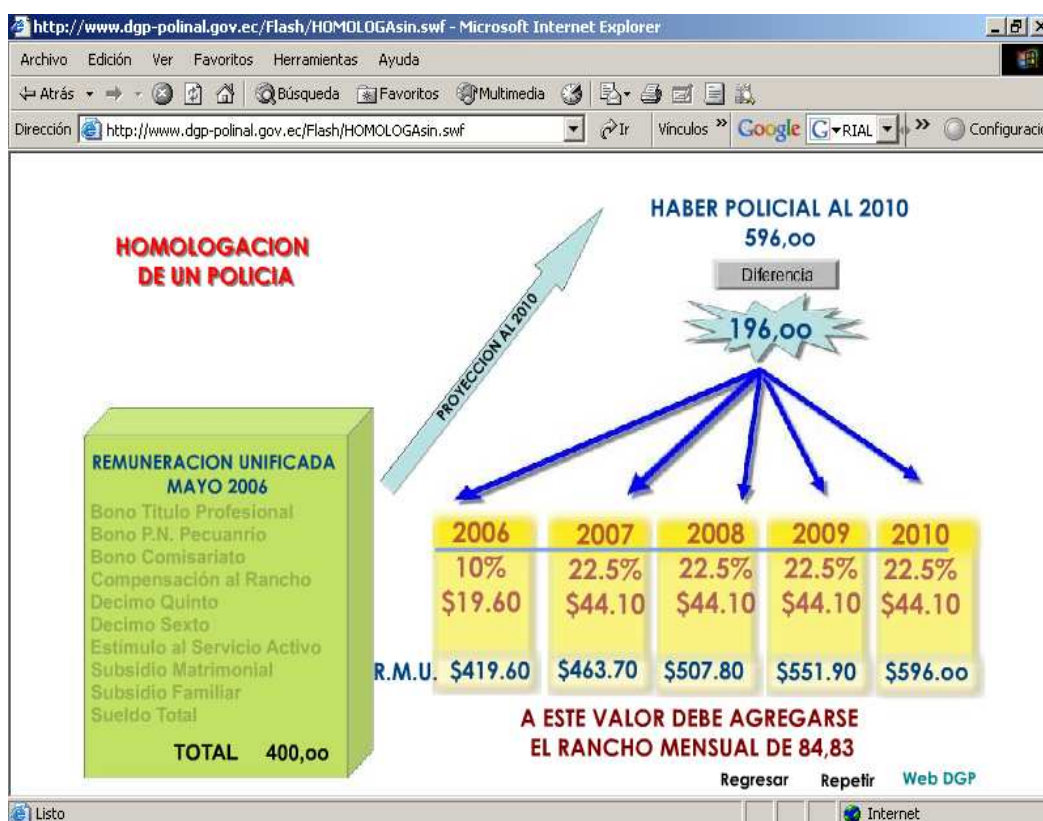 http://www.dgp-polinal.gov.ec/Flash/HOMOLOGAsin.swf - Microsoft Internet Explorer
Archivo Edición Ver Favoritos Herramientas Ayuda
Atrás Búsqueda Favoritos Multimedia
Dirección http://www.dgp-polinal.gov.ec/Flash/HOMOLOGAsin.swf Ir Vínculos » Google G RIAL » Configuraci
HOMOLOGACION
DE UN POLICIA
PROYECCION AL 2010
HABER POLICIAL AL 2010
596,oo
Diferencia
196,oo
REMUNERACION UNIFICADA
MAYO 2006
Bono Titulo Profesional
Bono P.N. Pecuanrio
Bono Comisariato
Compensación al Rancho
Decimo Quinto
Decimo Sexto
Estimulo al Servicio Activo
Subsidio Matrimonial
Subsidio Familiar
Sueldo Total
TOTAL 400,oo
2006 2007 2008 2009 2010
10% 22.5% 22.5% 22.5% 22.5%
$19.60 $44.10 $44.10 $44.10 $44.10
R.M.U. $419.60 $463.70 $507.80 $551.90 $596.oo
A ESTE VALOR DEBE AGREGARSE
EL RANCHO MENSUAL DE 84,83
Regresar Repetir Web DGP
Listo Internet